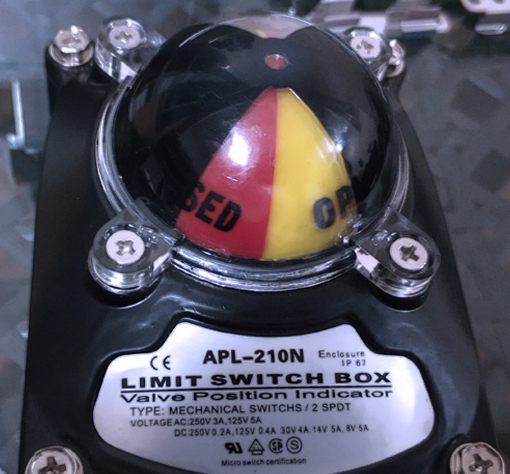 SED OP
CE APL-210N Enclosure
IP 67
LIMIT SWITCH BOX
Valve Position Indicator
TYPE: MECHANICAL SWITCHS / 2 SPDT
VOLTAGE AC:250V 3A,125V 5A
DC:250V 0.2A,125V 0.4A 30V 4A.14V 5A. 8V 5A
Micro switch certification